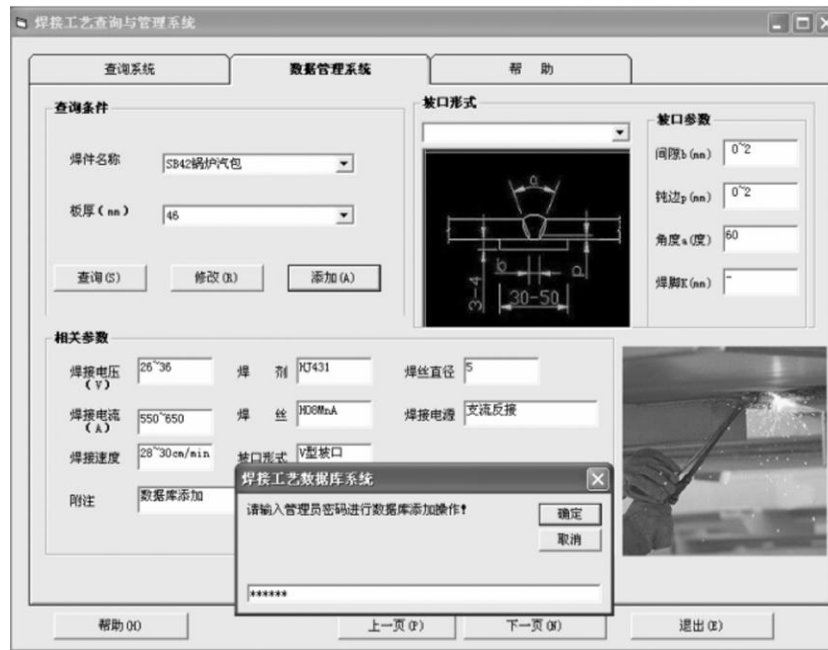 焊接工艺查询与管理系统
查询系统
数据管理系统
帮 助
查询条件
焊件名称
SB42锅炉汽包
板厚(mm)
46
查询(S)
修改(R)
添加(A)
坡口形式
α
b
p
3-4
30-50
坡口参数
间隙b(mm)
0~2
钝边p(mm)
0~2
角度a(度)
60
焊脚K(mm)
-
相关参数
焊接电压(V)
26~36
焊 剂
HJ431
焊丝直径
5
焊接电流(A)
550~650
焊 丝
H08MnA
焊接电源
支流反接
焊接速度
28~30cm/min
坡口形式
V型坡口
附注
数据库添加
焊接工艺数据库系统
请输入管理员密码进行数据库添加操作!
确定
取消
******
帮助(H)
上一页(P)
下一页(N)
退出(E)